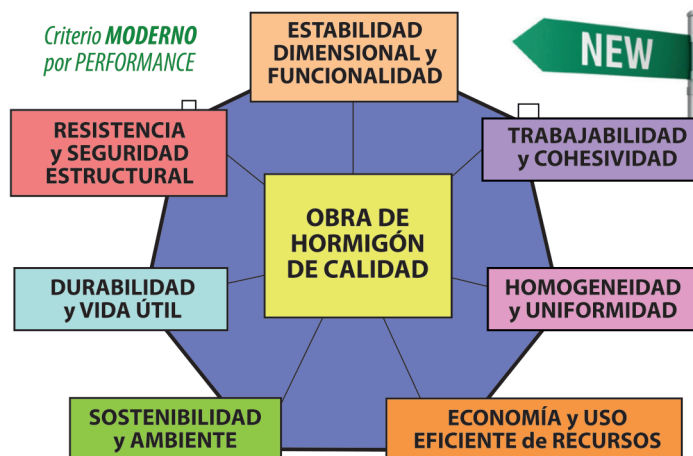 Criterio MODERNO
por PERFORMANCE
ESTABILIDAD
DIMENSIONAL y
FUNCIONALIDAD
NEW
RESISTENCIA
y SEGURIDAD
ESTRUCTURAL
TRABAJABILIDAD
y COHESIVIDAD
OBRA DE
HORMIGÓN
DE CALIDAD
DURABILIDAD
y VIDA ÚTIL
HOMOGENEIDAD
y UNIFORMIDAD
SOSTENIBILIDAD
y AMBIENTE
ECONOMÍA y USO
EFICIENTE de RECURSOS